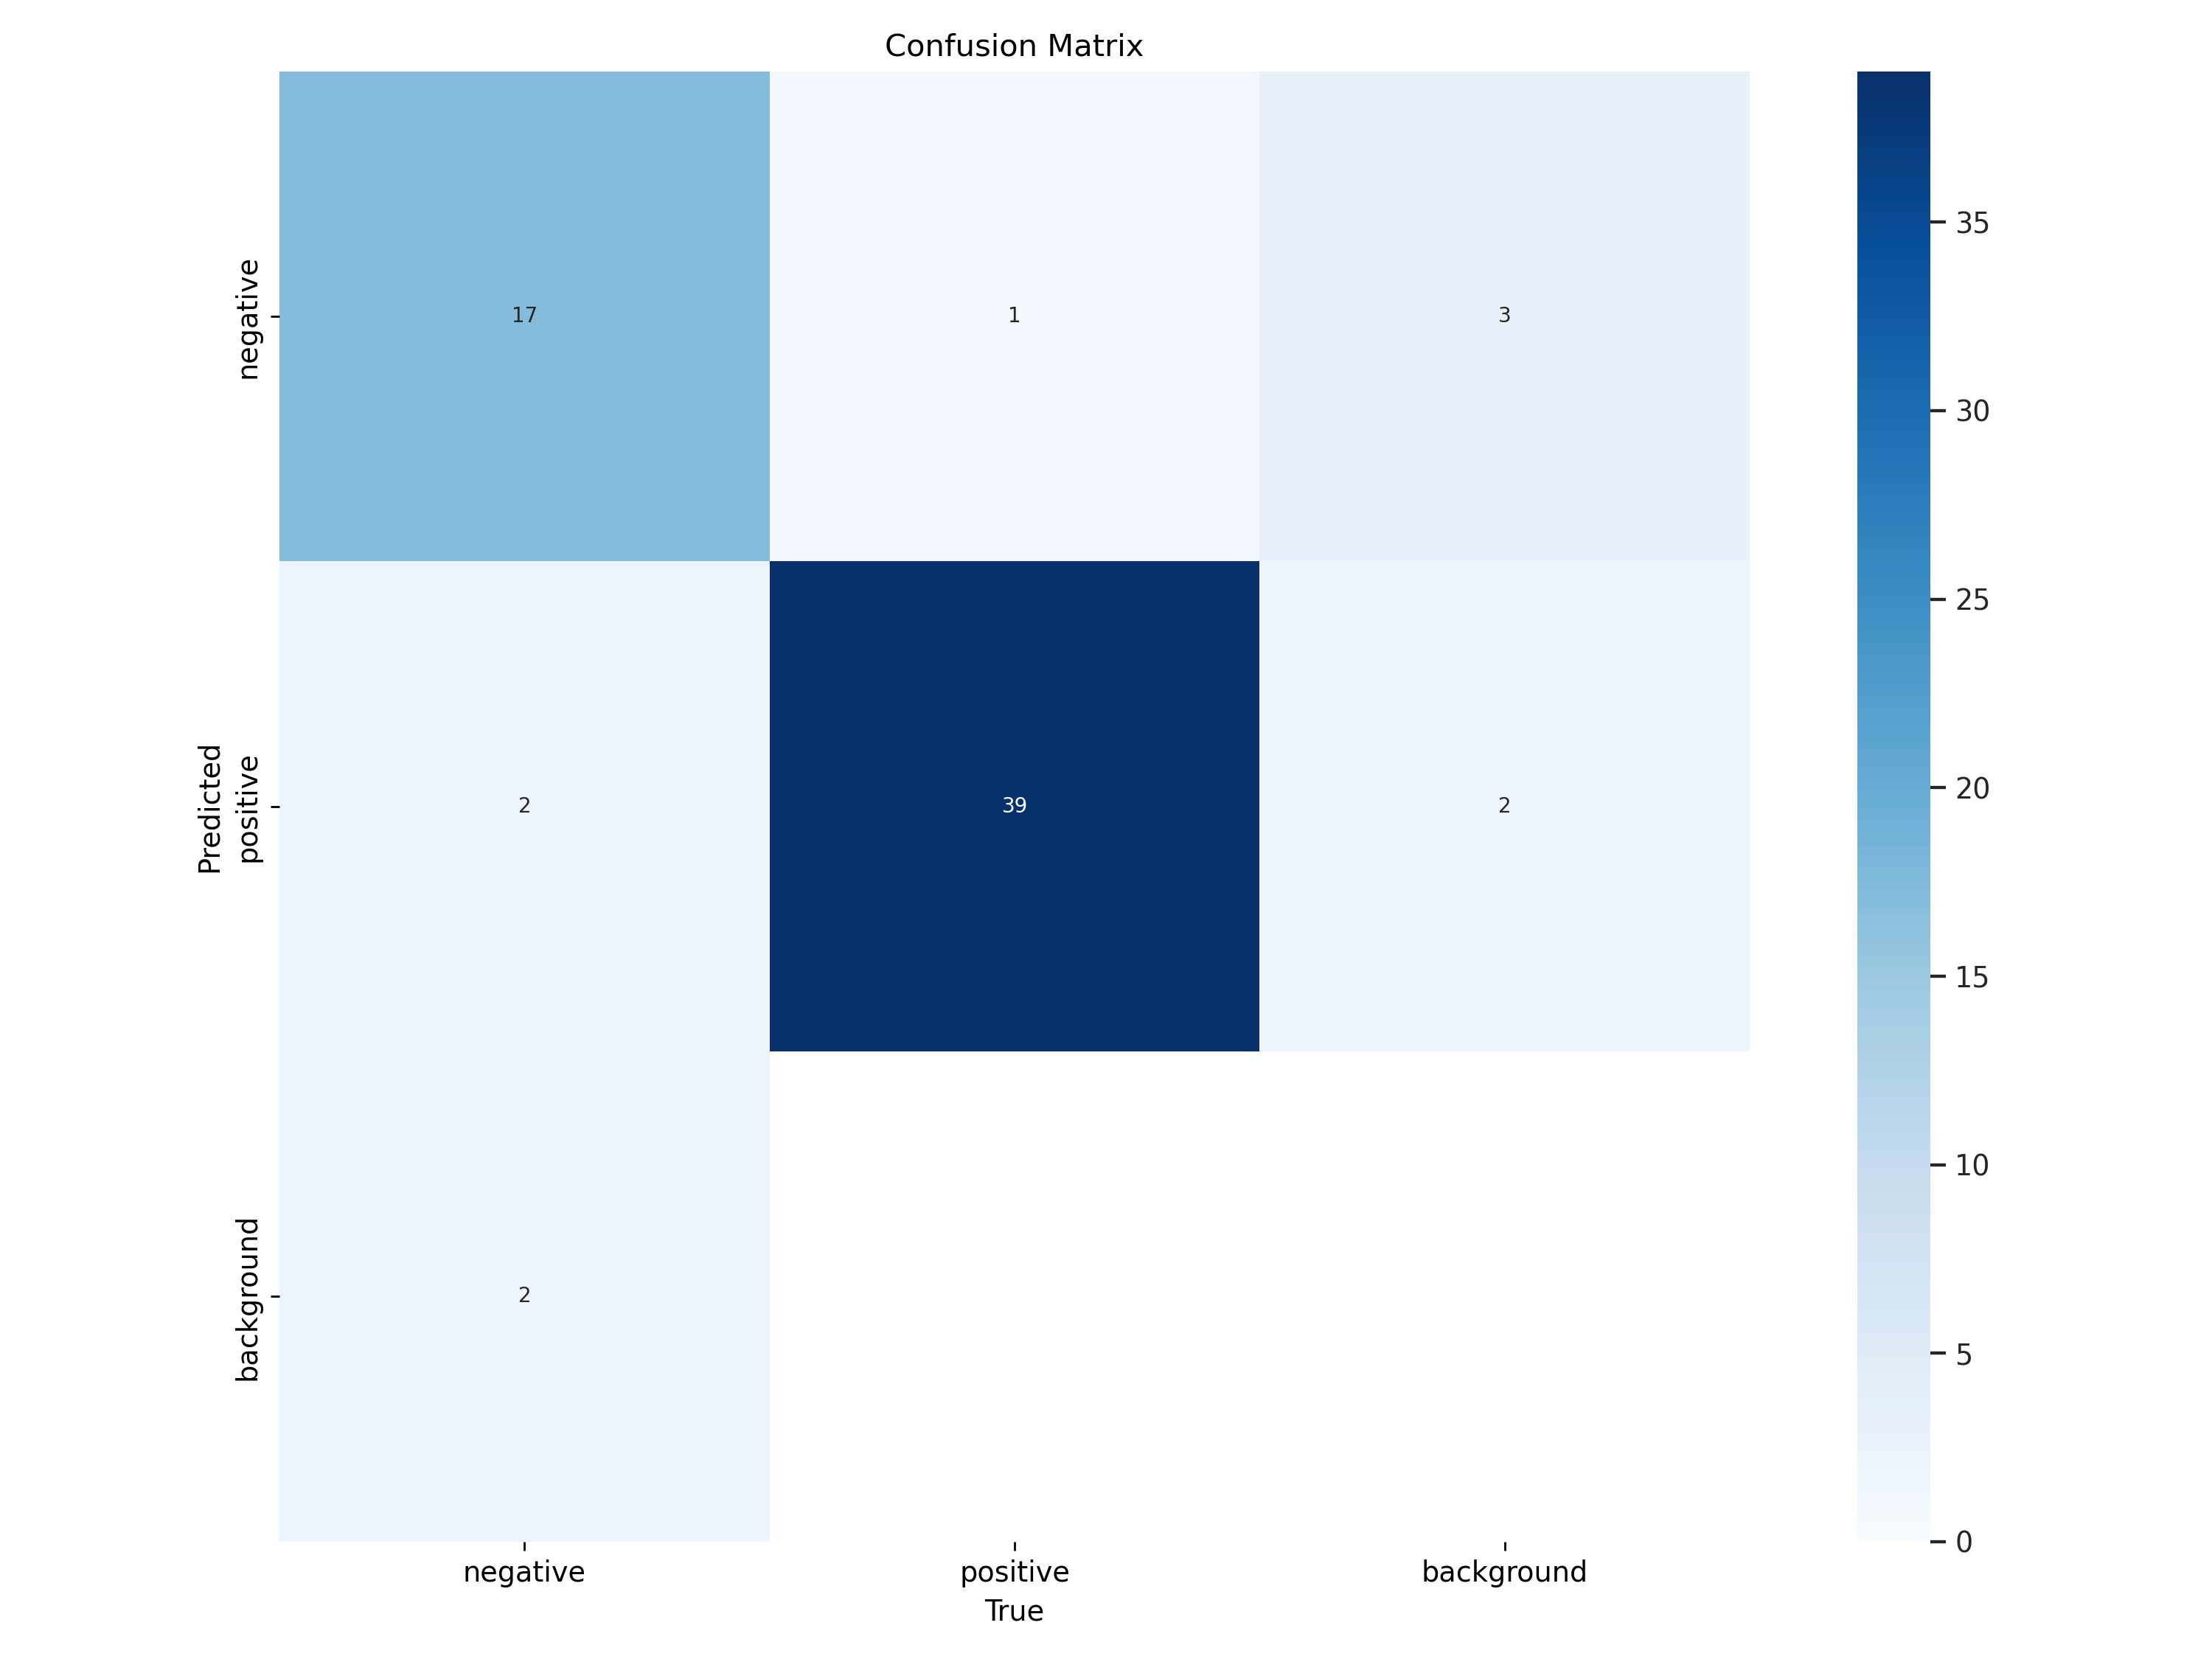 Confusion Matrix
negative
17
1
3
Predicted
positive
2
39
2
background
2
negative
positive
background
True
35
30
25
20
15
10
5
0